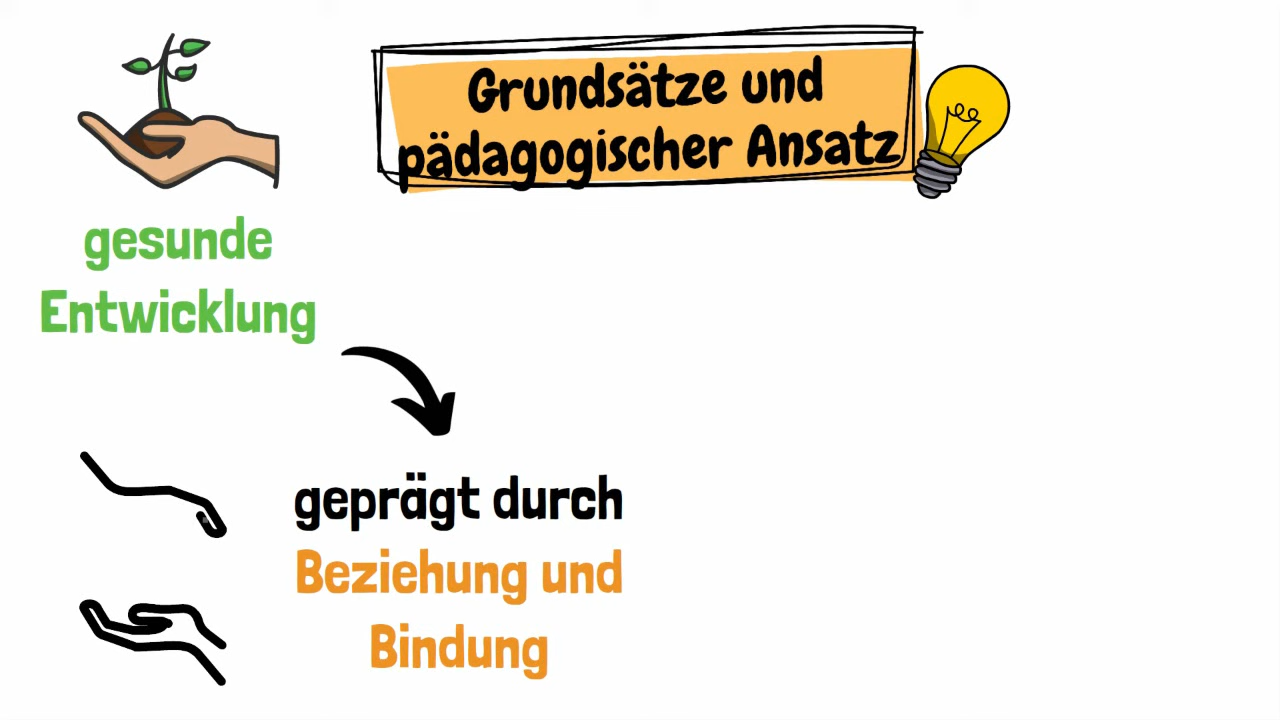 Grundsätze und
pädagogischer Ansatz
gesunde
Entwicklung
geprägt durch
Beziehung und
Bindung